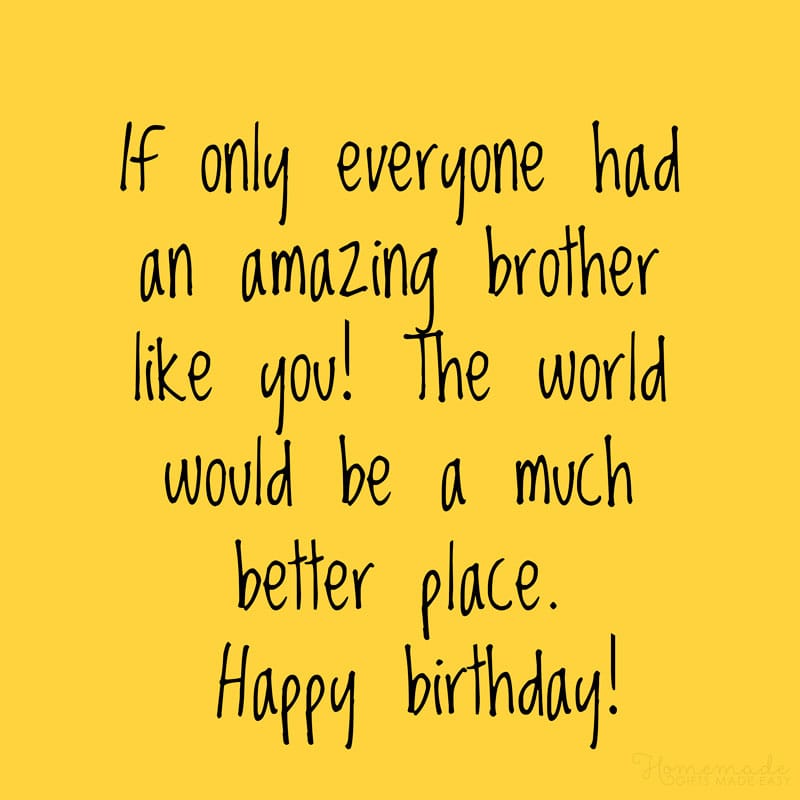 If only everyone had
an amazing brother
like you! The world
would be a much
better place.
Happy birthday!
Homemade
GIFTS MADE EASY